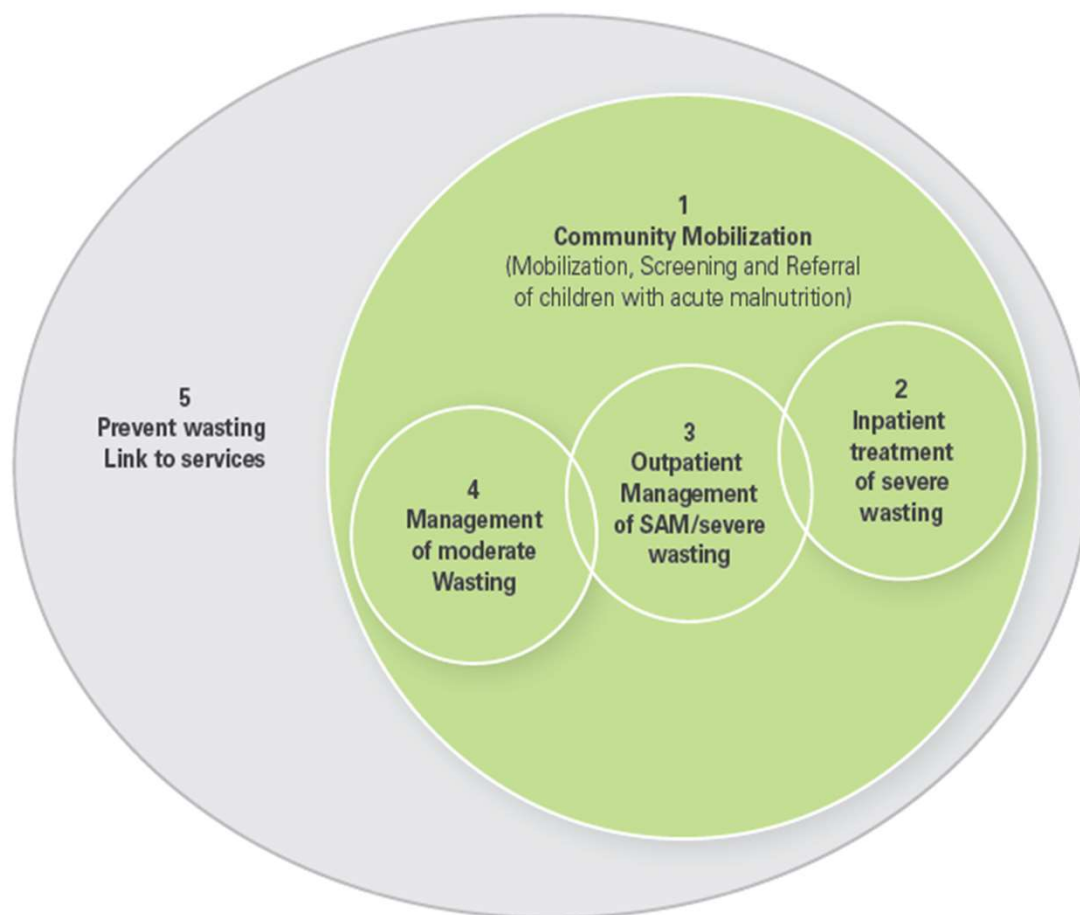 1
Community Mobilization
(Mobilization, Screening and Referral
of children with acute malnutrition)
2
Inpatient
treatment
of severe
wasting
3
Outpatient
Management
of SAM/severe
wasting
4
Management
of moderate
Wasting
5
Prevent wasting
Link to services